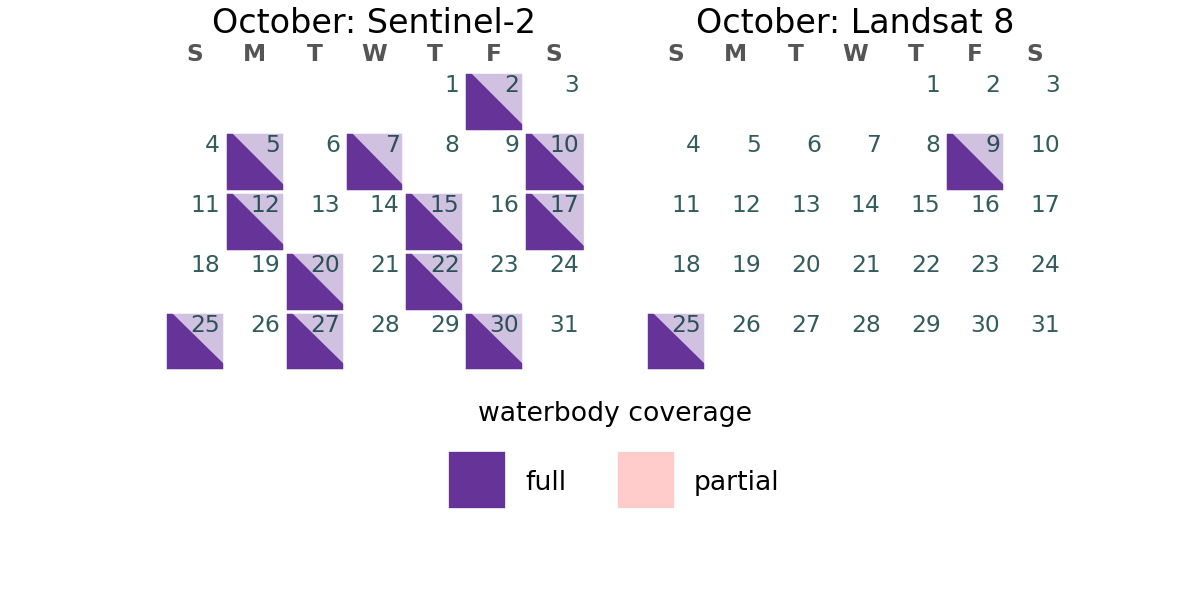 October: Sentinel-2
S M T W T F S
1 2 3
4 5 6 7 8 9 10
11 12 13 14 15 16 17
18 19 20 21 22 23 24
25 26 27 28 29 30 31
October: Landsat 8
S M T W T F S
1 2 3
4 5 6 7 8 9 10
11 12 13 14 15 16 17
18 19 20 21 22 23 24
25 26 27 28 29 30 31
waterbody coverage
full partial